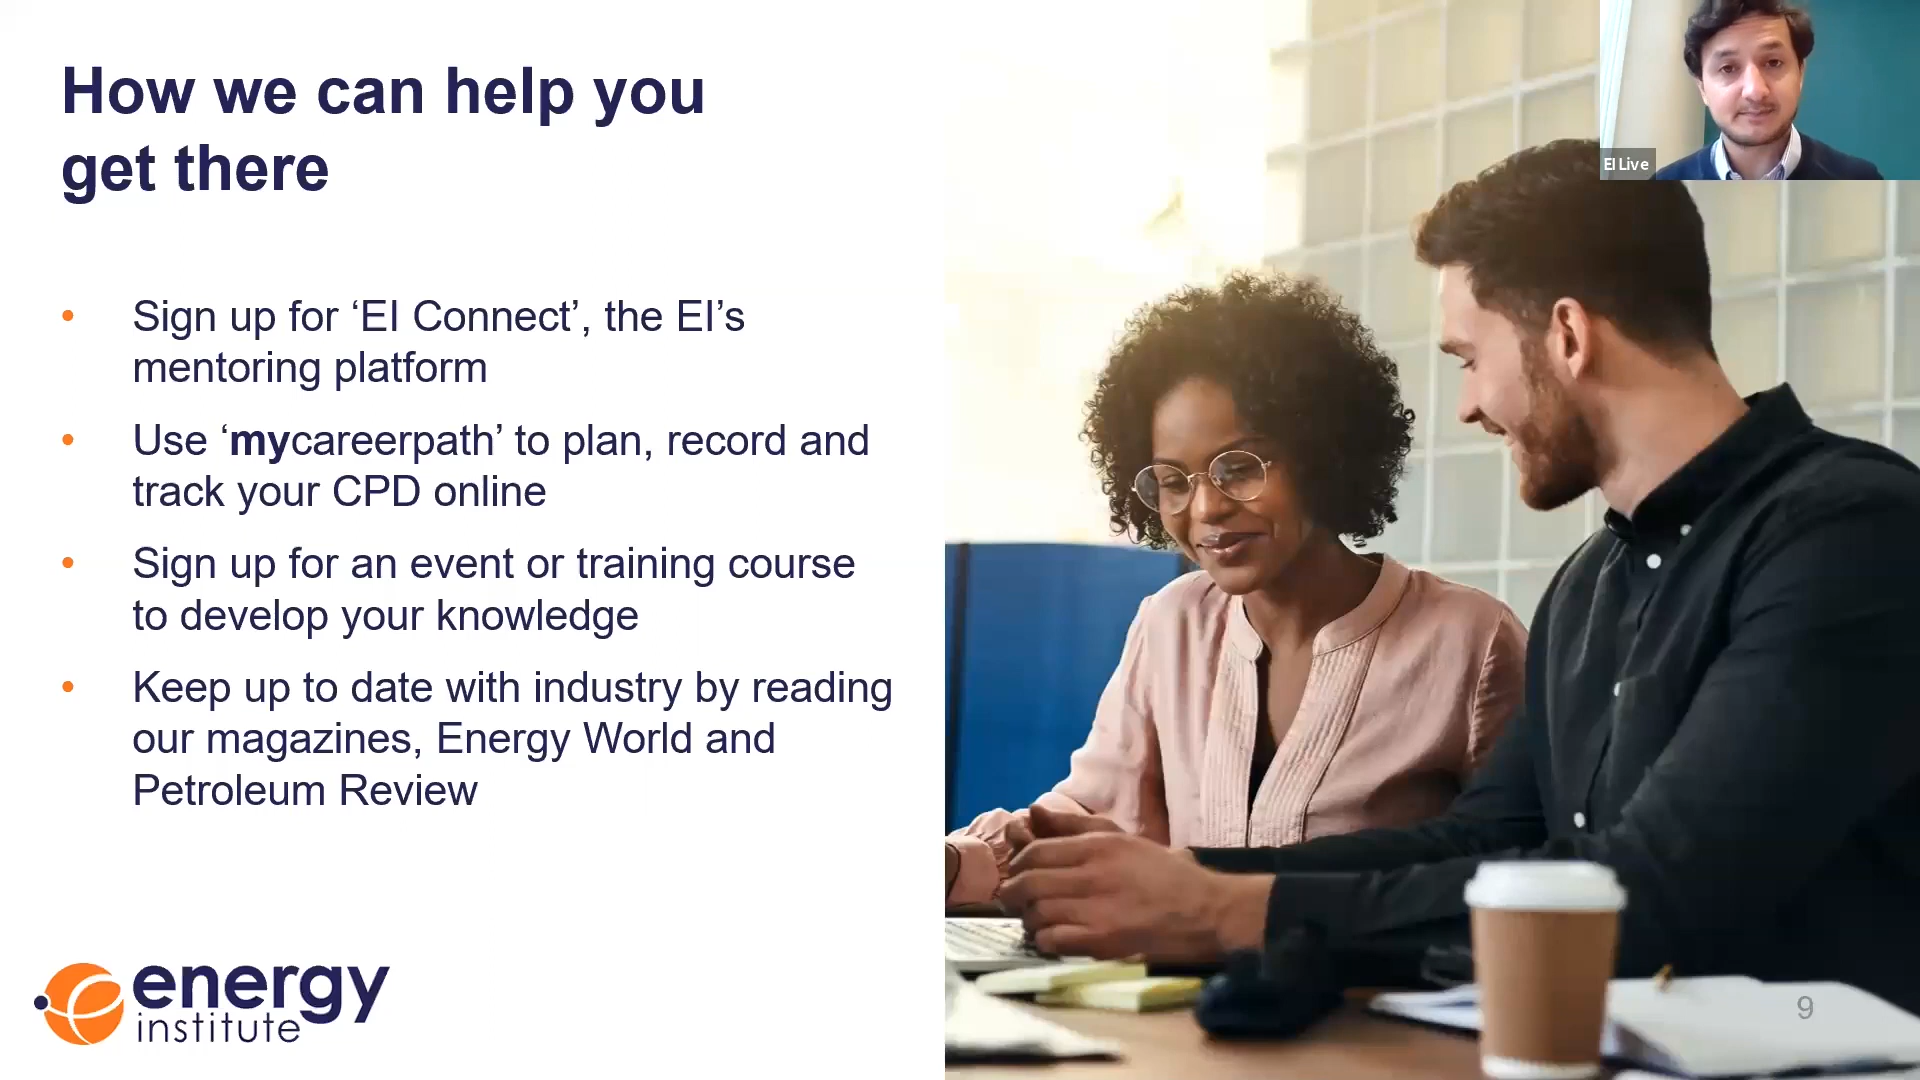 How we can help you
get there
• Sign up for ‘EI Connect’, the EI’s
mentoring platform
• Use ‘mycareerpath’ to plan, record and
track your CPD online
• Sign up for an event or training course
to develop your knowledge
• Keep up to date with industry by reading
our magazines, Energy World and
Petroleum Review
energy
institute
EI Live
9